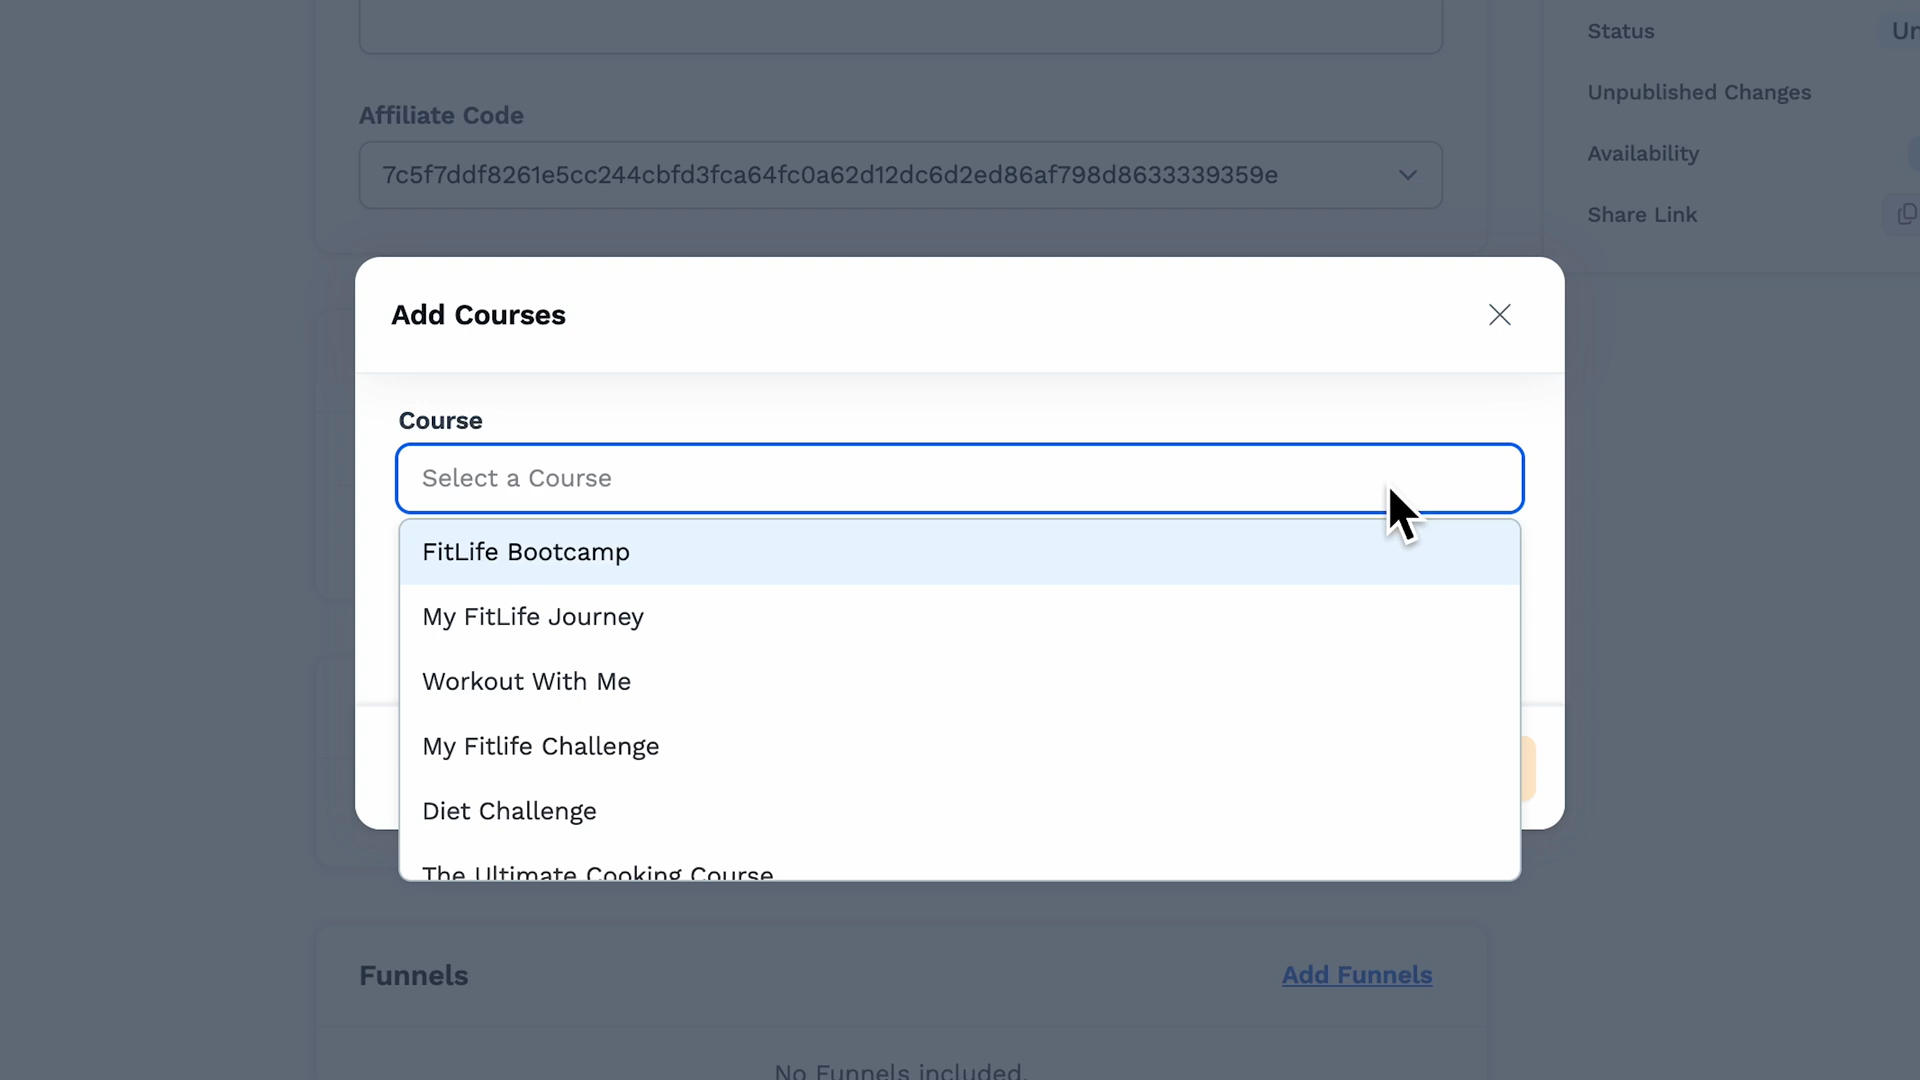 Status
Unpublished Changes
Affiliate Code
7c5f7ddf8261e5cc244cbfd3fca64fc0a62d12dc6d2ed86af798d8633339359e
Availability
Share Link
Add Courses
Course
Select a Course
FitLife Bootcamp
My FitLife Journey
Workout With Me
My Fitlife Challenge
Diet Challenge
The Ultimate Cooking Course
Funnels
Add Funnels
No Funnels included.